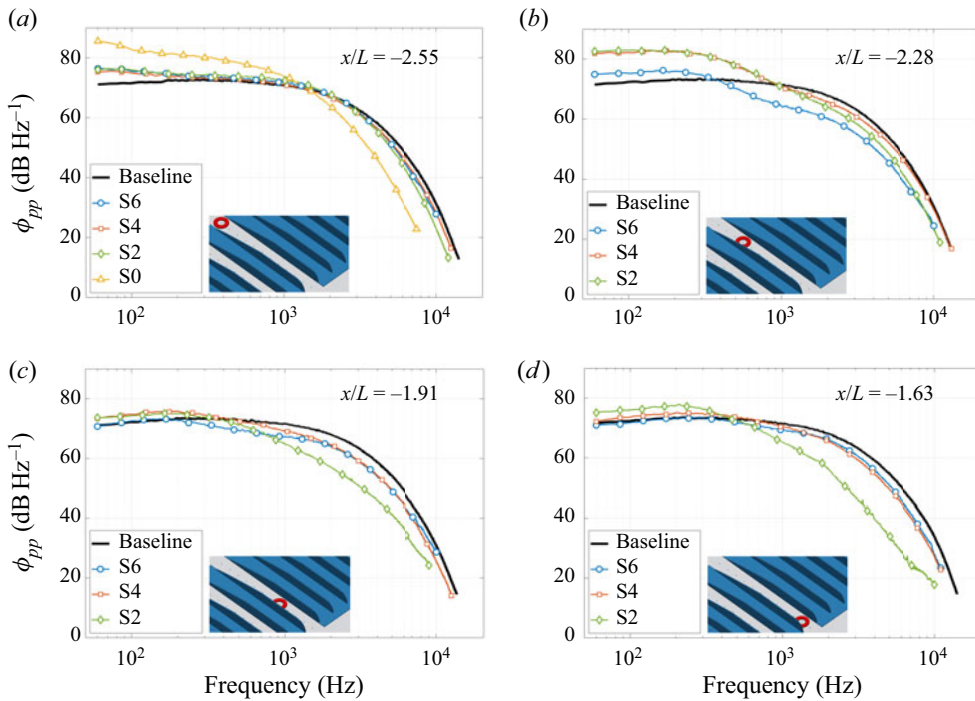 (a)
(b)
x/L = –2.55
x/L = –2.28
80
60
40
20
0
ϕpp (dB Hz−1)
Baseline
S6
S4
S2
S0
10²
10³
10⁴
80
60
40
20
0
Baseline
S6
S4
S2
10²
10³
10⁴
(c)
(d)
x/L = –1.91
x/L = –1.63
80
60
40
20
0
ϕpp (dB Hz−1)
Baseline
S6
S4
S2
10²
10³
10⁴
Frequency (Hz)
80
60
40
20
0
Baseline
S6
S4
S2
10²
10³
10⁴
Frequency (Hz)